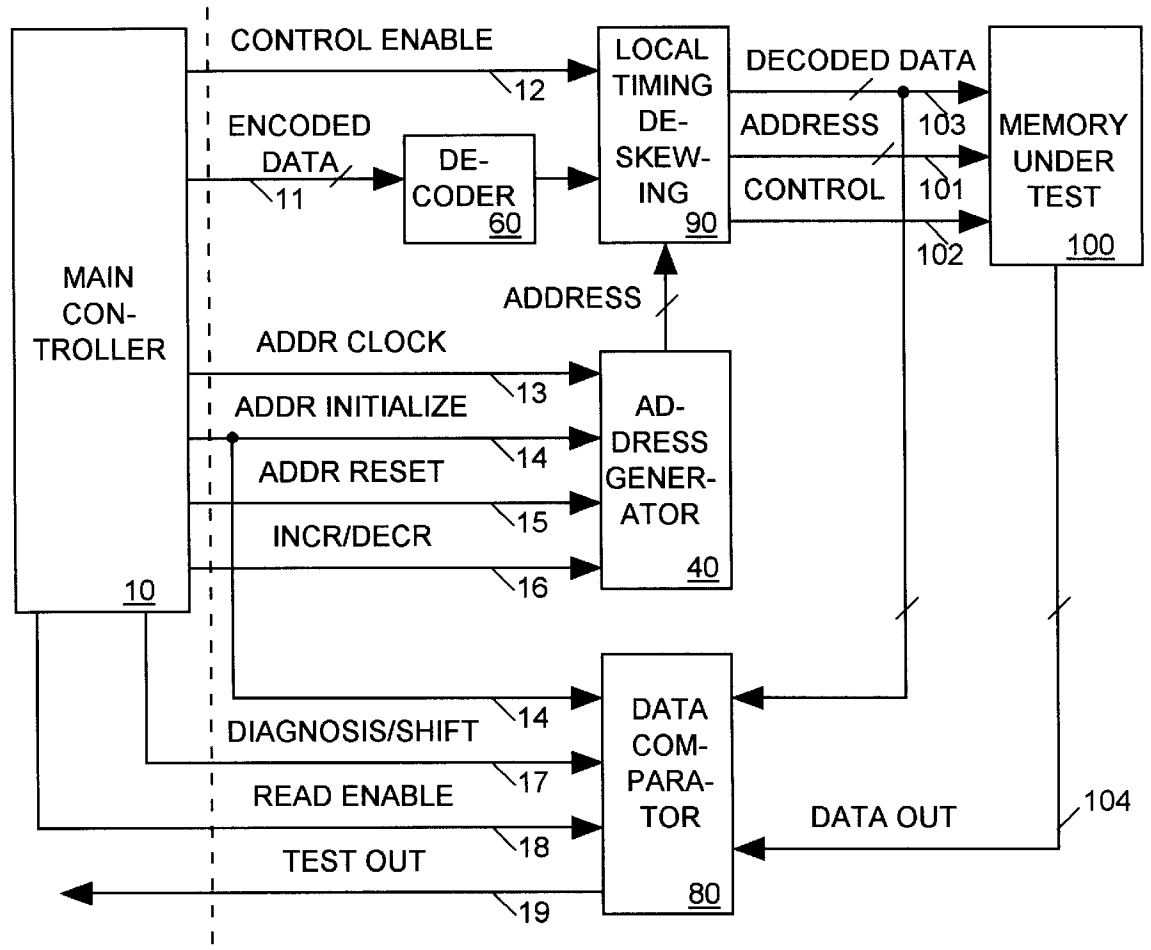 CONTROL ENABLE
12
ENCODED
DATA
11
DE-
CODER
60
LOCAL
TIMING
DE-
SKEW-
ING
90
DECODED DATA
103
ADDRESS
101
CONTROL
102
MEMORY
UNDER
TEST
100
MAIN
CON-
TROLLER
10
ADDRESS
ADDR CLOCK
13
ADDR INITIALIZE
14
ADDR RESET
15
INCR/DECR
16
AD-
DRESS
GENER-
ATOR
40
14
DIAGNOSIS/SHIFT
17
READ ENABLE
18
TEST OUT
19
DATA
COM-
PARA-
TOR
80
DATA OUT
104